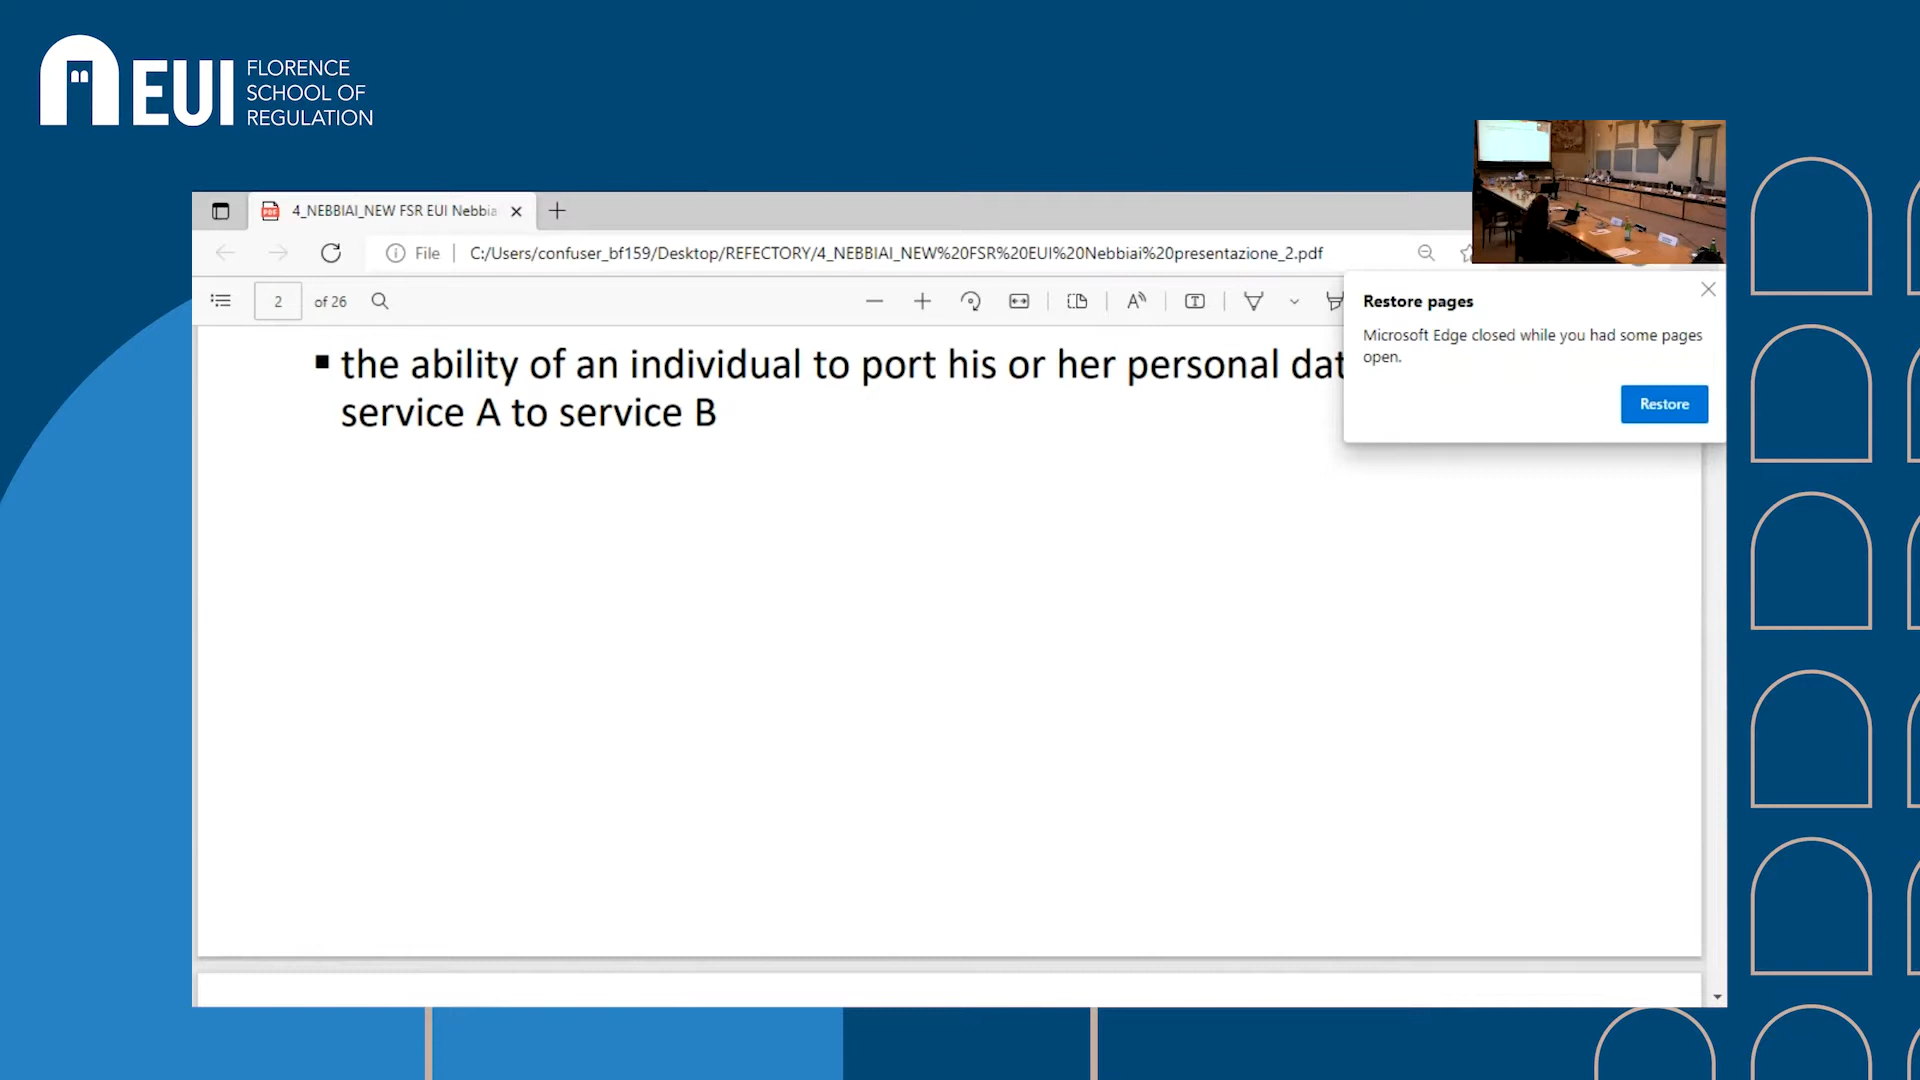 EUI
FLORENCE
SCHOOL OF
REGULATION
4_NEBBIAI_NEW FSR EUI Nebbia
File
C:/Users/confuser_bf159/Desktop/REFECTORY/4_NEBBIAI_NEW%20FSR%20EUI%20Nebbiai%20presentazione_2.pdf
2 of 26
Restore pages
Microsoft Edge closed while you had some pages
open.
Restore
▪ the ability of an individual to port his or her personal dat
service A to service B